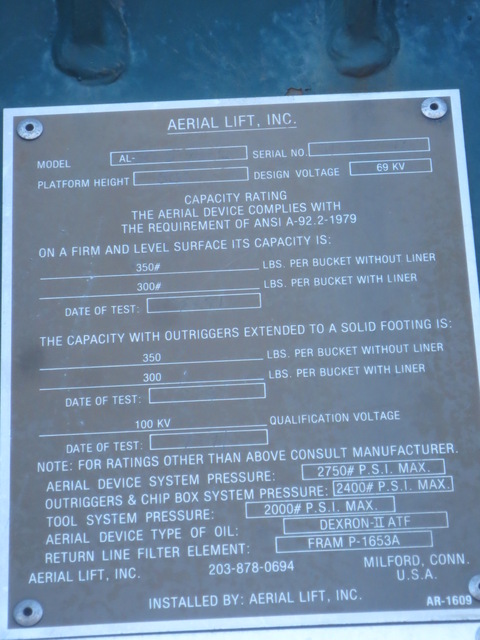 AERIAL LIFT, INC.
MODEL AL- SERIAL NO.
PLATFORM HEIGHT DESIGN VOLTAGE 69 KV
CAPACITY RATING
THE AERIAL DEVICE COMPLIES WITH
THE REQUIREMENT OF ANSI A-92.2-1979
ON A FIRM AND LEVEL SURFACE ITS CAPACITY IS:
350# LBS. PER BUCKET WITHOUT LINER
300# LBS. PER BUCKET WITH LINER
DATE OF TEST:
THE CAPACITY WITH OUTRIGGERS EXTENDED TO A SOLID FOOTING IS:
350 LBS. PER BUCKET WITHOUT LINER
300 LBS. PER BUCKET WITH LINER
DATE OF TEST:
100 KV QUALIFICATION VOLTAGE
DATE OF TEST:
NOTE: FOR RATINGS OTHER THAN ABOVE CONSULT MANUFACTURER.
AERIAL DEVICE SYSTEM PRESSURE: 2750# P.S.I. MAX.
OUTRIGGERS & CHIP BOX SYSTEM PRESSURE: 2400# P.S.I. MAX.
TOOL SYSTEM PRESSURE: 2000# P.S.I. MAX.
AERIAL DEVICE TYPE OF OIL: DEXRON-II ATF
RETURN LINE FILTER ELEMENT: FRAM P-1653A
AERIAL LIFT, INC. 203-878-0694 MILFORD, CONN.
U.S.A.
INSTALLED BY: AERIAL LIFT, INC. AR-1609